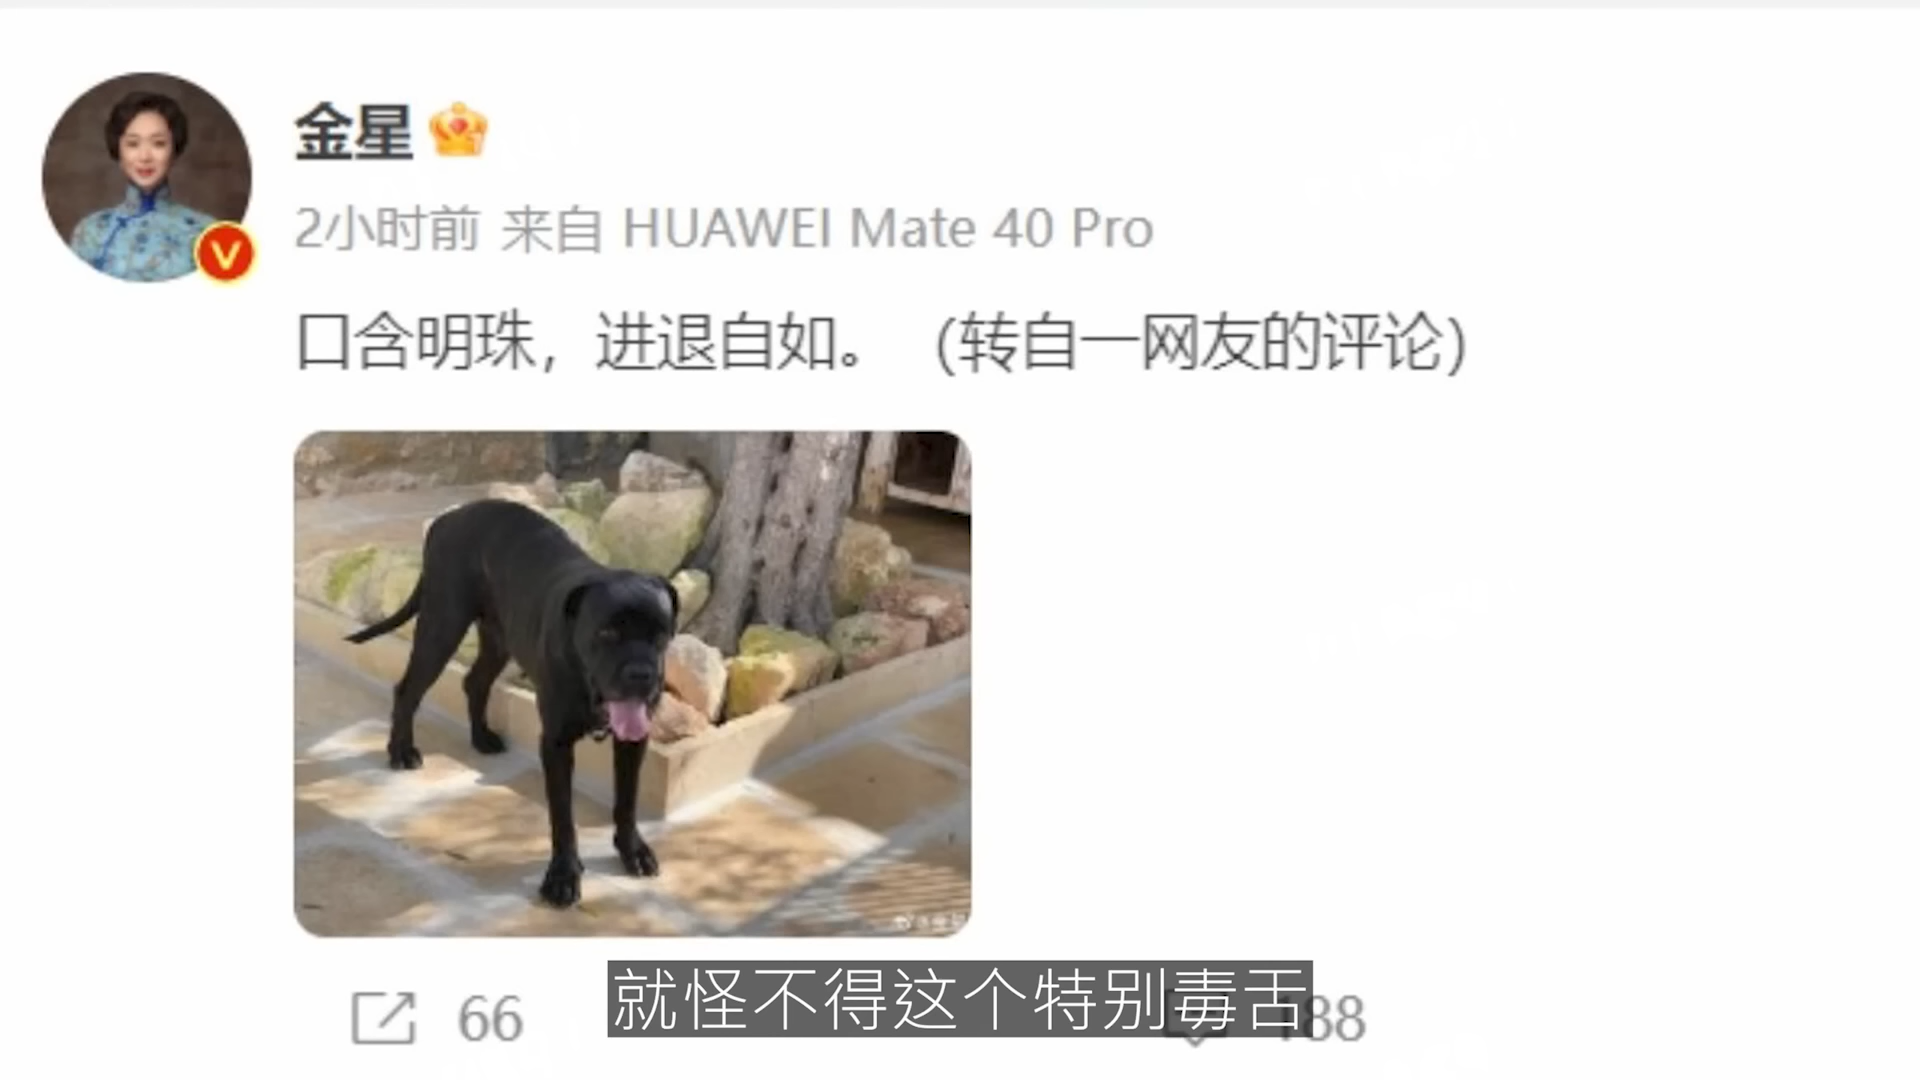 金星
2小时前 来自 HUAWEI Mate 40 Pro
口含明珠，进退自如。（转自一网友的评论）
66
188
就怪不得这个特别毒舌